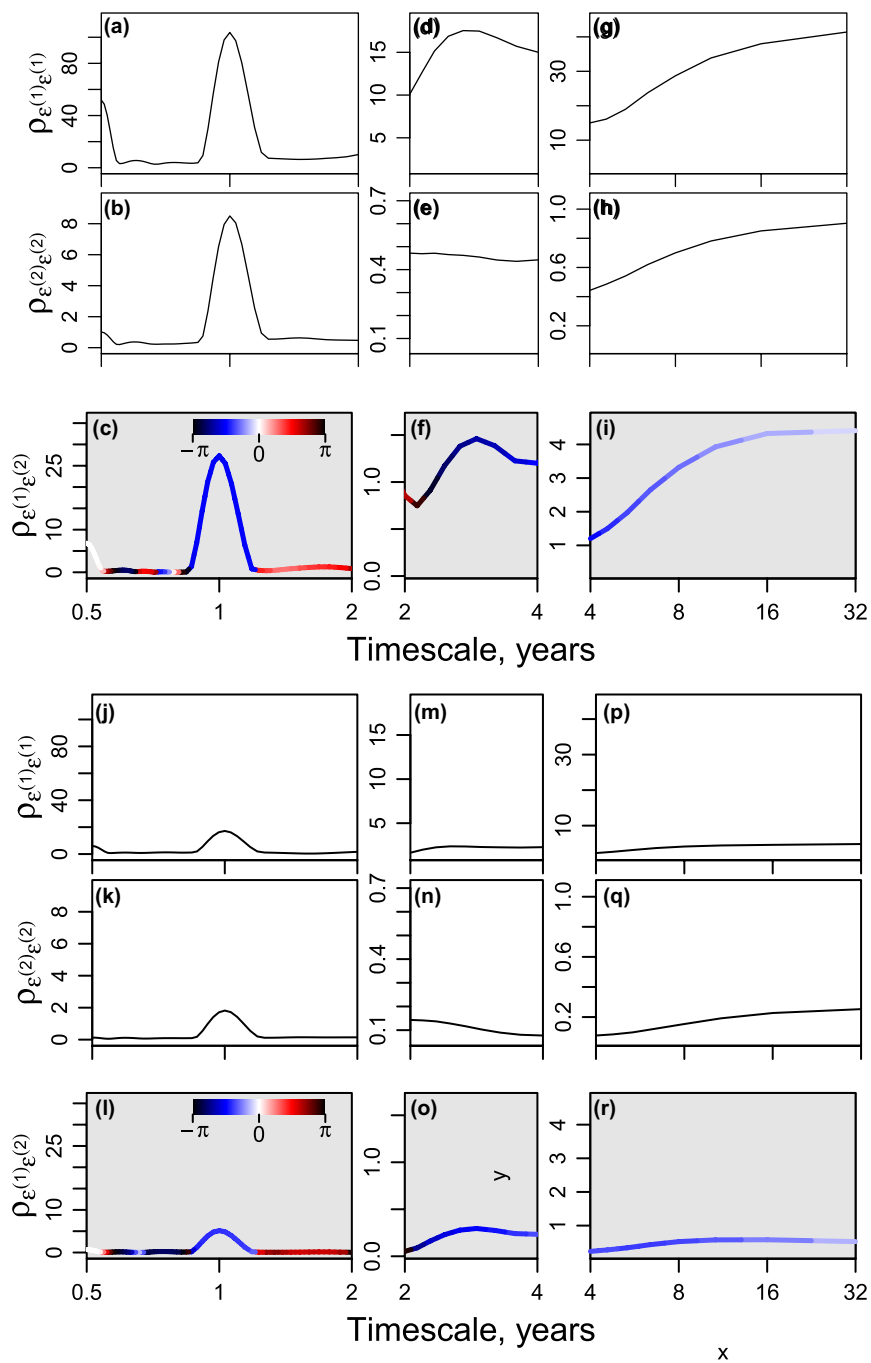 (a) (d) (g)
ρε(1)ε(1) 0 40 80 5 10 15 10 30
(b) (e) (h)
ρε(2)ε(2) 0 2 4 6 8 0.1 0.4 0.7 0.2 0.6 1.0
(c) −π 0 π (f) (i)
ρε(1)ε(2) 0 10 25 0.0 1.0 1 2 3 4
0.5 1 2 2 4 4 8 16 32
Timescale, years
(j) (m) (p)
ρε(1)ε(1) 0 40 80 5 10 15 10 30
(k) (n) (q)
ρε(2)ε(2) 0 2 4 6 8 0.1 0.4 0.7 0.2 0.6 1.0
(l) −π 0 π (o) (r)
ρε(1)ε(2) 0 10 25 0.0 1.0 y 1 2 3 4
0.5 1 2 2 4 4 8 16 32
Timescale, years
x